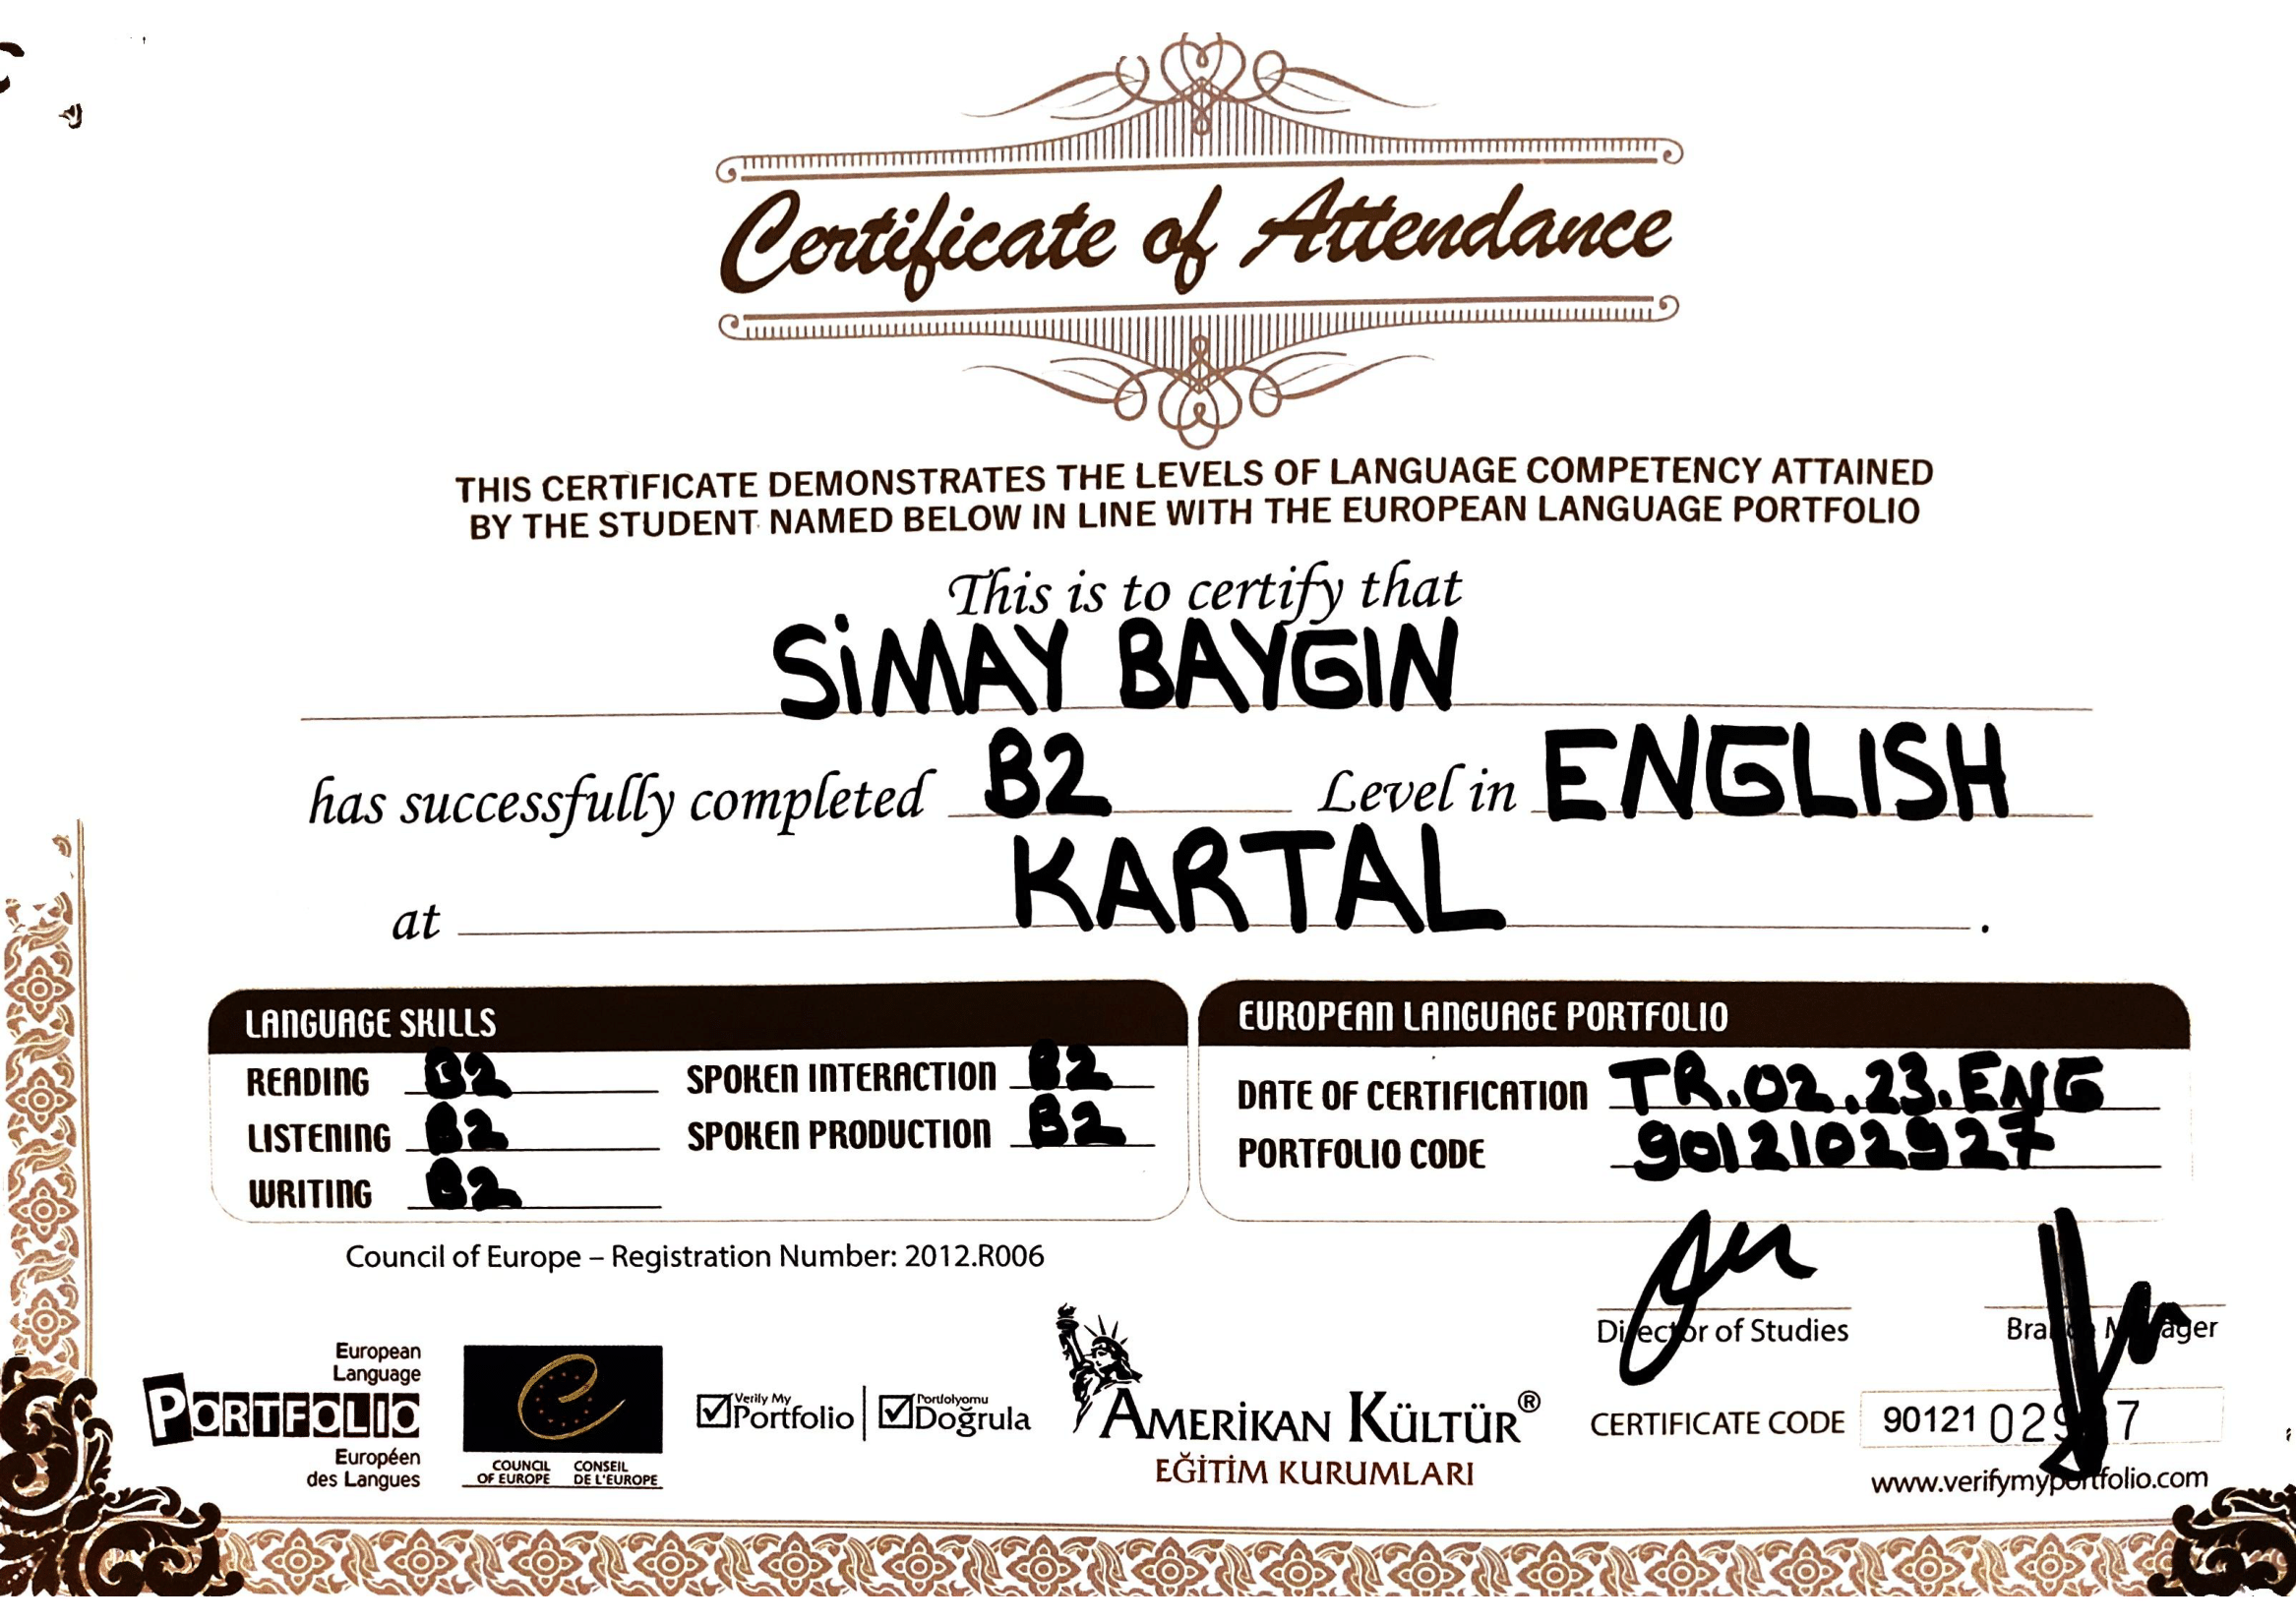 Certificate of Attendance
THIS CERTIFICATE DEMONSTRATES THE LEVELS OF LANGUAGE COMPETENCY ATTAINED
BY THE STUDENT NAMED BELOW IN LINE WITH THE EUROPEAN LANGUAGE PORTFOLIO
This is to certify that
SiMAY BAYGIN
has successfully completed B2 Level in ENGLISH
at KARTAL .
LANGUAGE SKILLS
READING B2 SPOKEN INTERACTION B2
LISTENING B2 SPOKEN PRODUCTION B2
WRITING B2
EUROPEAN LANGUAGE PORTFOLIO
DATE OF CERTIFICATION TR.02.23.ENG
PORTFOLIO CODE 9012102927
Council of Europe – Registration Number: 2012.R006
Director of Studies
European
Language
PORTFOLIO
Européen
des Langues
COUNCIL OF EUROPE
CONSEIL DE L'EUROPE
Verify My Portfolio
Portfolyomu Doğrula
AMERİKAN KÜLTÜR®
EĞİTİM KURUMLARI
CERTIFICATE CODE 90121
www.verifymyportfolio.com